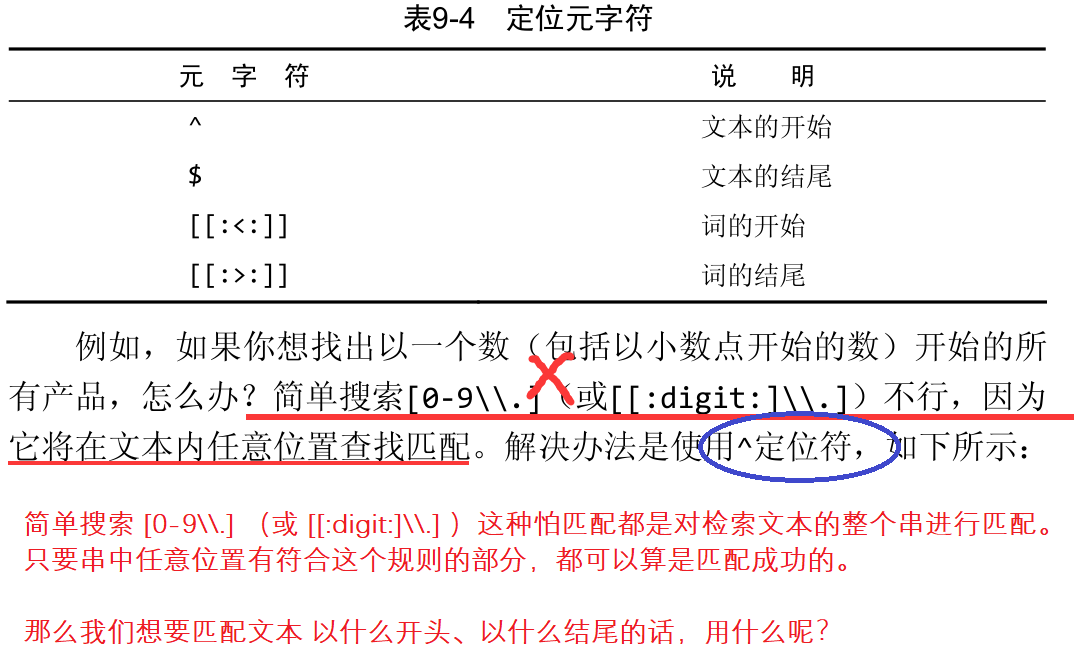 表9-4 定位元字符
元 字 符 说 明
^ 文本的开始
$ 文本的结尾
[[:<:]] 词的开始
[[:>:]] 词的结尾
例如，如果你想找出以一个数（包括以小数点开始的数）开始的所
有产品，怎么办？简单搜索[0-9\\.]（或[[:digit:]\\.]）不行，因为
它将在文本内任意位置查找匹配。解决办法是使用^定位符，如下所示：
简单搜索 [0-9\\.] （或 [[:digit:]\\.] ）这种怕匹配都是对检索文本的整个串进行匹配。
只要串中任意位置有符合这个规则的部分，都可以算是匹配成功的。
那么我们想要匹配文本 以什么开头、以什么结尾的话，用什么呢？